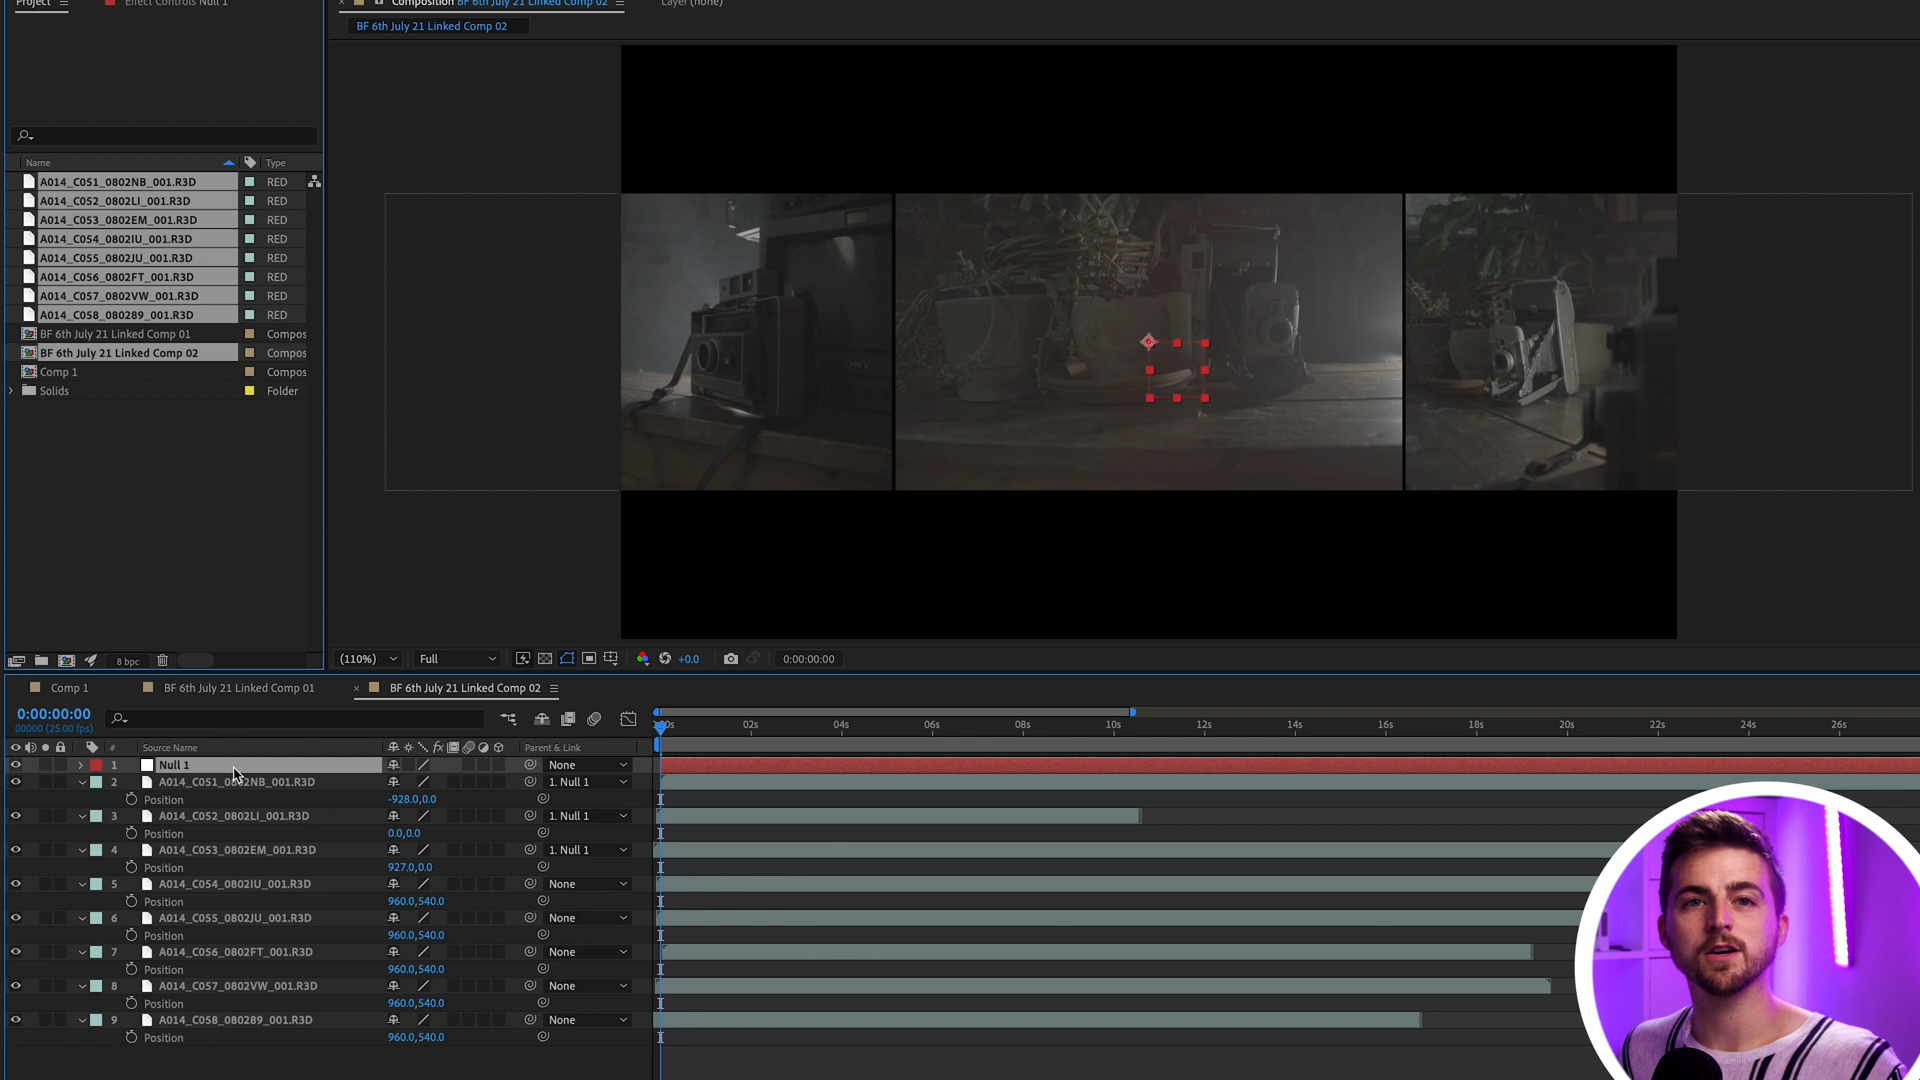 Project
Effect Controls Null 1
Composition BF 6th July 21 Linked Comp 02
Layer (none)
BF 6th July 21 Linked Comp 02
Name
Type
A014_C051_0802NB_001.R3D RED
A014_C052_0802LI_001.R3D RED
A014_C053_0802EM_001.R3D RED
A014_C054_0802IU_001.R3D RED
A014_C055_0802JU_001.R3D RED
A014_C056_0802FT_001.R3D RED
A014_C057_0802VW_001.R3D RED
A014_C058_080289_001.R3D RED
BF 6th July 21 Linked Comp 01 Compos
BF 6th July 21 Linked Comp 02 Compos
Comp 1 Compos
Solids Folder
SONY
8 bpc
(110%) Full +0.0 0:00:00:00
Comp 1
BF 6th July 21 Linked Comp 01
× BF 6th July 21 Linked Comp 02
0:00:00:00
00000 (25.00 fps)
:00s 02s 04s 06s 08s 10s 12s 14s 16s 18s 20s 22s 24s 26s
# Source Name fx Parent & Link
1 Null 1 None
2 A014_C051_0802NB_001.R3D 1. Null 1
Position -928.0,0.0
3 A014_C052_0802LI_001.R3D 1. Null 1
Position 0.0,0.0
4 A014_C053_0802EM_001.R3D 1. Null 1
Position 927.0,0.0
5 A014_C054_0802IU_001.R3D None
Position 960.0,540.0
6 A014_C055_0802JU_001.R3D None
Position 960.0,540.0
7 A014_C056_0802FT_001.R3D None
Position 960.0,540.0
8 A014_C057_0802VW_001.R3D None
Position 960.0,540.0
9 A014_C058_080289_001.R3D None
Position 960.0,540.0